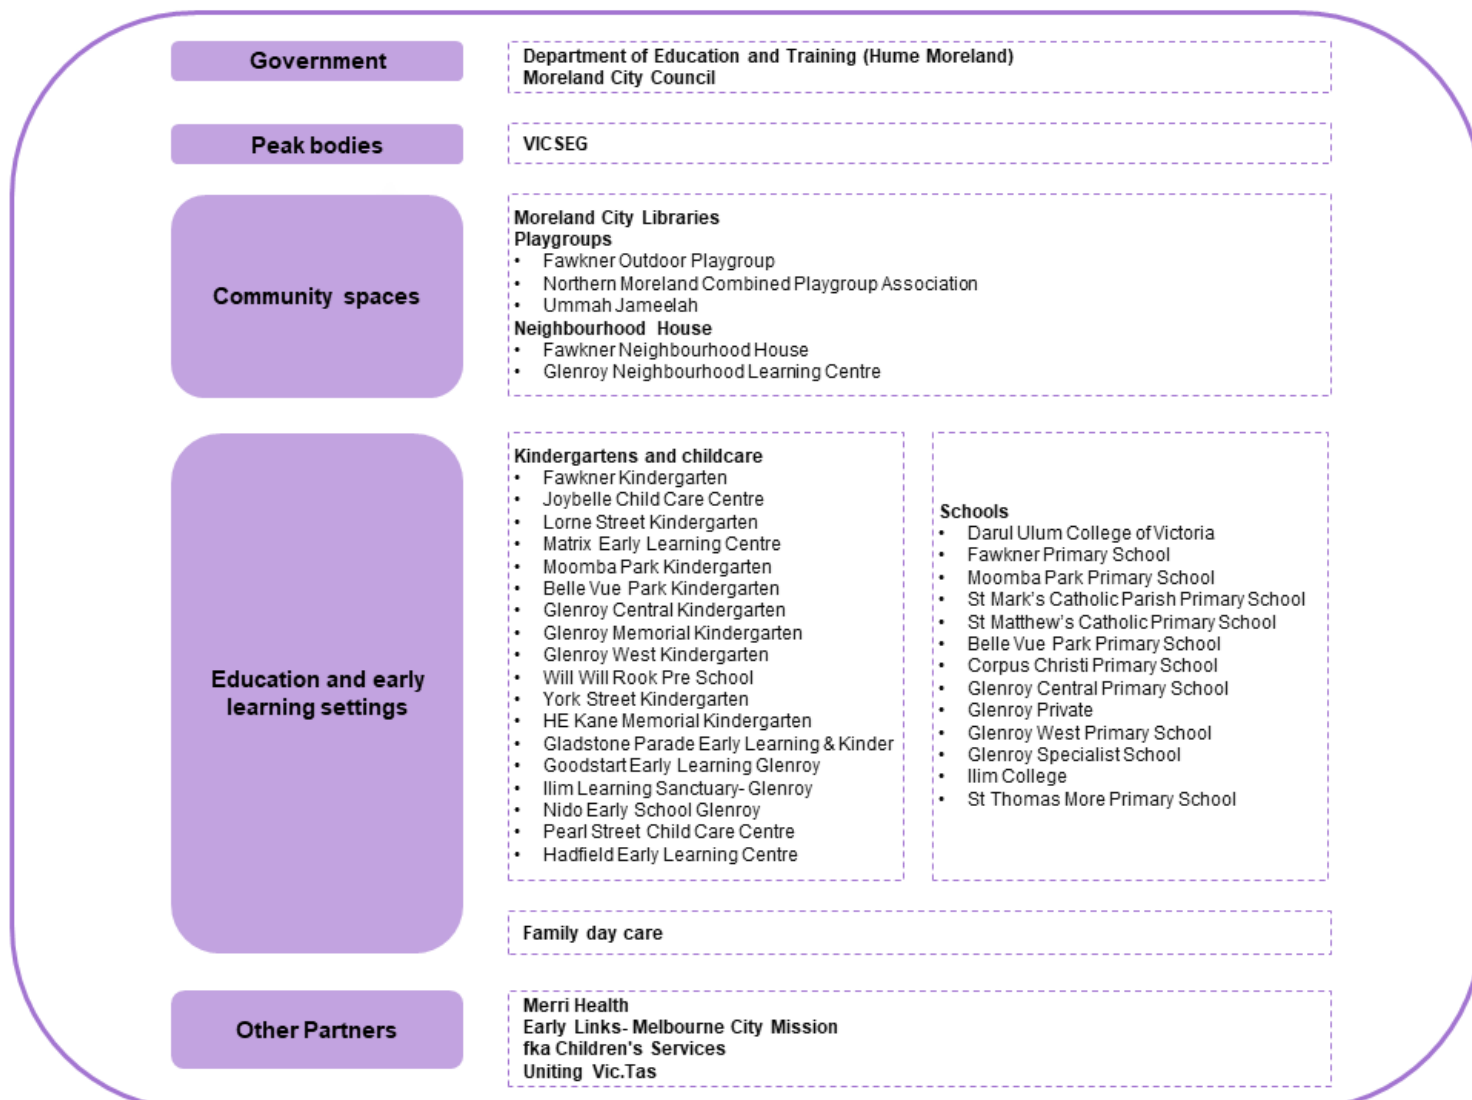 Government
Department of Education and Training (Hume Moreland)
Moreland City Council
Peak bodies
VICSEG
Community spaces
Moreland City Libraries
Playgroups
• Fawkner Outdoor Playgroup
• Northern Moreland Combined Playgroup Association
• Ummah Jameelah
Neighbourhood House
• Fawkner Neighbourhood House
• Glenroy Neighbourhood Learning Centre
Education and early
learning settings
Kindergartens and childcare
• Fawkner Kindergarten
• Joybelle Child Care Centre
• Lorne Street Kindergarten
• Matrix Early Learning Centre
• Moomba Park Kindergarten
• Belle Vue Park Kindergarten
• Glenroy Central Kindergarten
• Glenroy Memorial Kindergarten
• Glenroy West Kindergarten
• Will Will Rook Pre School
• York Street Kindergarten
• HE Kane Memorial Kindergarten
• Gladstone Parade Early Learning & Kinder
• Goodstart Early Learning Glenroy
• Ilim Learning Sanctuary- Glenroy
• Nido Early School Glenroy
• Pearl Street Child Care Centre
• Hadfield Early Learning Centre
Schools
• Darul Ulum College of Victoria
• Fawkner Primary School
• Moomba Park Primary School
• St Mark’s Catholic Parish Primary School
• St Matthew’s Catholic Primary School
• Belle Vue Park Primary School
• Corpus Christi Primary School
• Glenroy Central Primary School
• Glenroy Private
• Glenroy West Primary School
• Glenroy Specialist School
• Ilim College
• St Thomas More Primary School
Family day care
Other Partners
Merri Health
Early Links- Melbourne City Mission
fka Children's Services
Uniting Vic.Tas